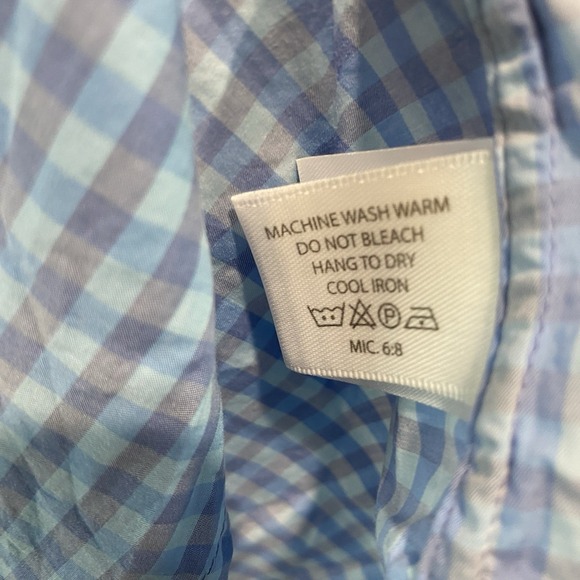 MACHINE WASH WARM
DO NOT BLEACH
HANG TO DRY
COOL IRON
P
MIC. 6:8